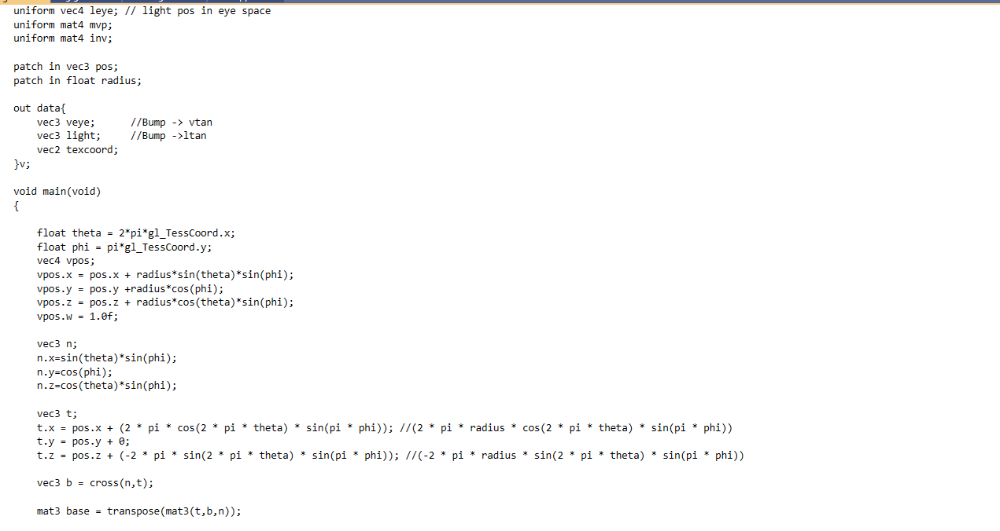 uniform vec4 leye; // light pos in eye space
uniform mat4 mvp;
uniform mat4 inv;

patch in vec3 pos;
patch in float radius;

out data{
    vec3 veye;      //Bump -> vtan
    vec3 light;     //Bump ->ltan
    vec2 texcoord;
}v;

void main(void)
{

    float theta = 2*pi*gl_TessCoord.x;
    float phi = pi*gl_TessCoord.y;
    vec4 vpos;
    vpos.x = pos.x + radius*sin(theta)*sin(phi);
    vpos.y = pos.y +radius*cos(phi);
    vpos.z = pos.z + radius*cos(theta)*sin(phi);
    vpos.w = 1.0f;

    vec3 n;
    n.x=sin(theta)*sin(phi);
    n.y=cos(phi);
    n.z=cos(theta)*sin(phi);

    vec3 t;
    t.x = pos.x + (2 * pi * cos(2 * pi * theta) * sin(pi * phi)); //(2 * pi * radius * cos(2 * pi * theta) * sin(pi * phi))
    t.y = pos.y + 0;
    t.z = pos.z + (-2 * pi * sin(2 * pi * theta) * sin(pi * phi)); //(-2 * pi * radius * sin(2 * pi * theta) * sin(pi * phi))

    vec3 b = cross(n,t);

    mat3 base = transpose(mat3(t,b,n));